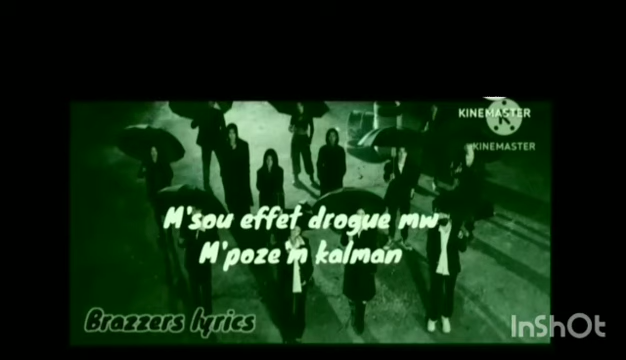 KINEMASTER
KINEMASTER
M'sou effet drogue mw
M'poze'm kalman
Brazzers lyrics
InShOt